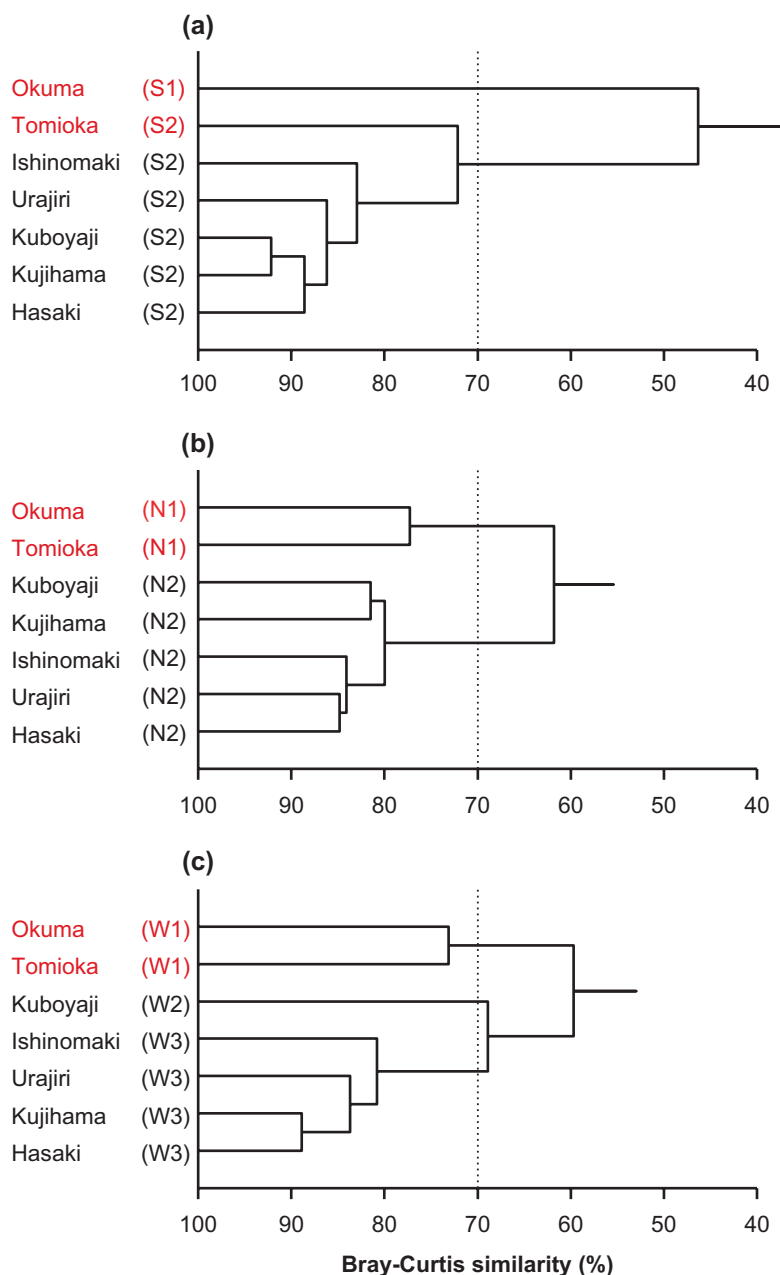 (a)
Okuma (S1)
Tomioka (S2)
Ishinomaki (S2)
Urajiri (S2)
Kuboyaji (S2)
Kujihama (S2)
Hasaki (S2)
100 90 80 70 60 50 40
(b)
Okuma (N1)
Tomioka (N1)
Kuboyaji (N2)
Kujihama (N2)
Ishinomaki (N2)
Urajiri (N2)
Hasaki (N2)
100 90 80 70 60 50 40
(c)
Okuma (W1)
Tomioka (W1)
Kuboyaji (W2)
Ishinomaki (W3)
Urajiri (W3)
Kujihama (W3)
Hasaki (W3)
100 90 80 70 60 50 40
Bray-Curtis similarity (%)